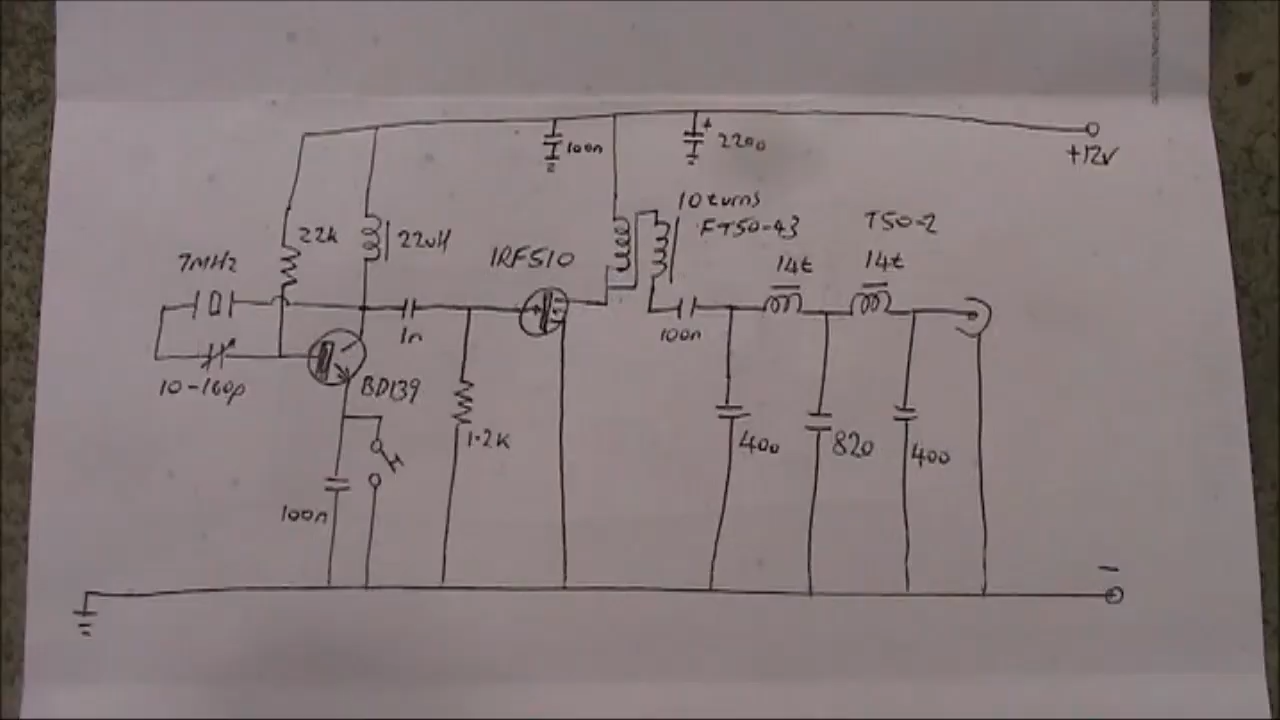 100n
+
2200
+12v
22k
22uH
7MHz
IRF510
10 turns
FT50-43
T50-2
14t
14t
1n
100n
10-160p
BD139
1.2K
400
820
400
100n
-